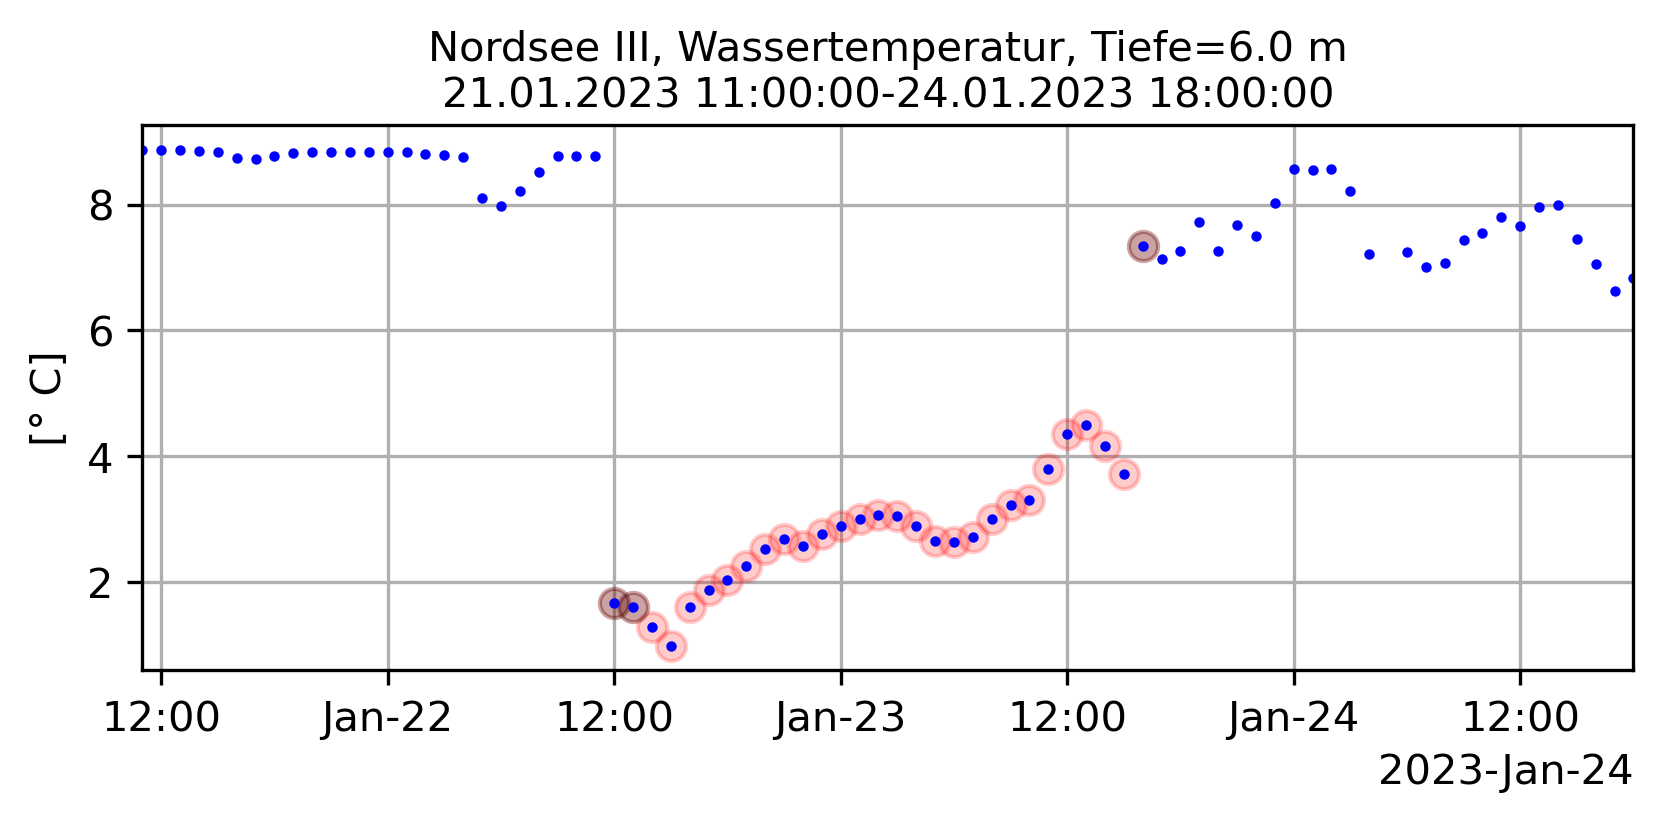 Nordsee III, Wassertemperatur, Tiefe=6.0 m
21.01.2023 11:00:00-24.01.2023 18:00:00
[° C]
8
6
4
2
12:00 Jan-22 12:00 Jan-23 12:00 Jan-24 12:00
2023-Jan-24